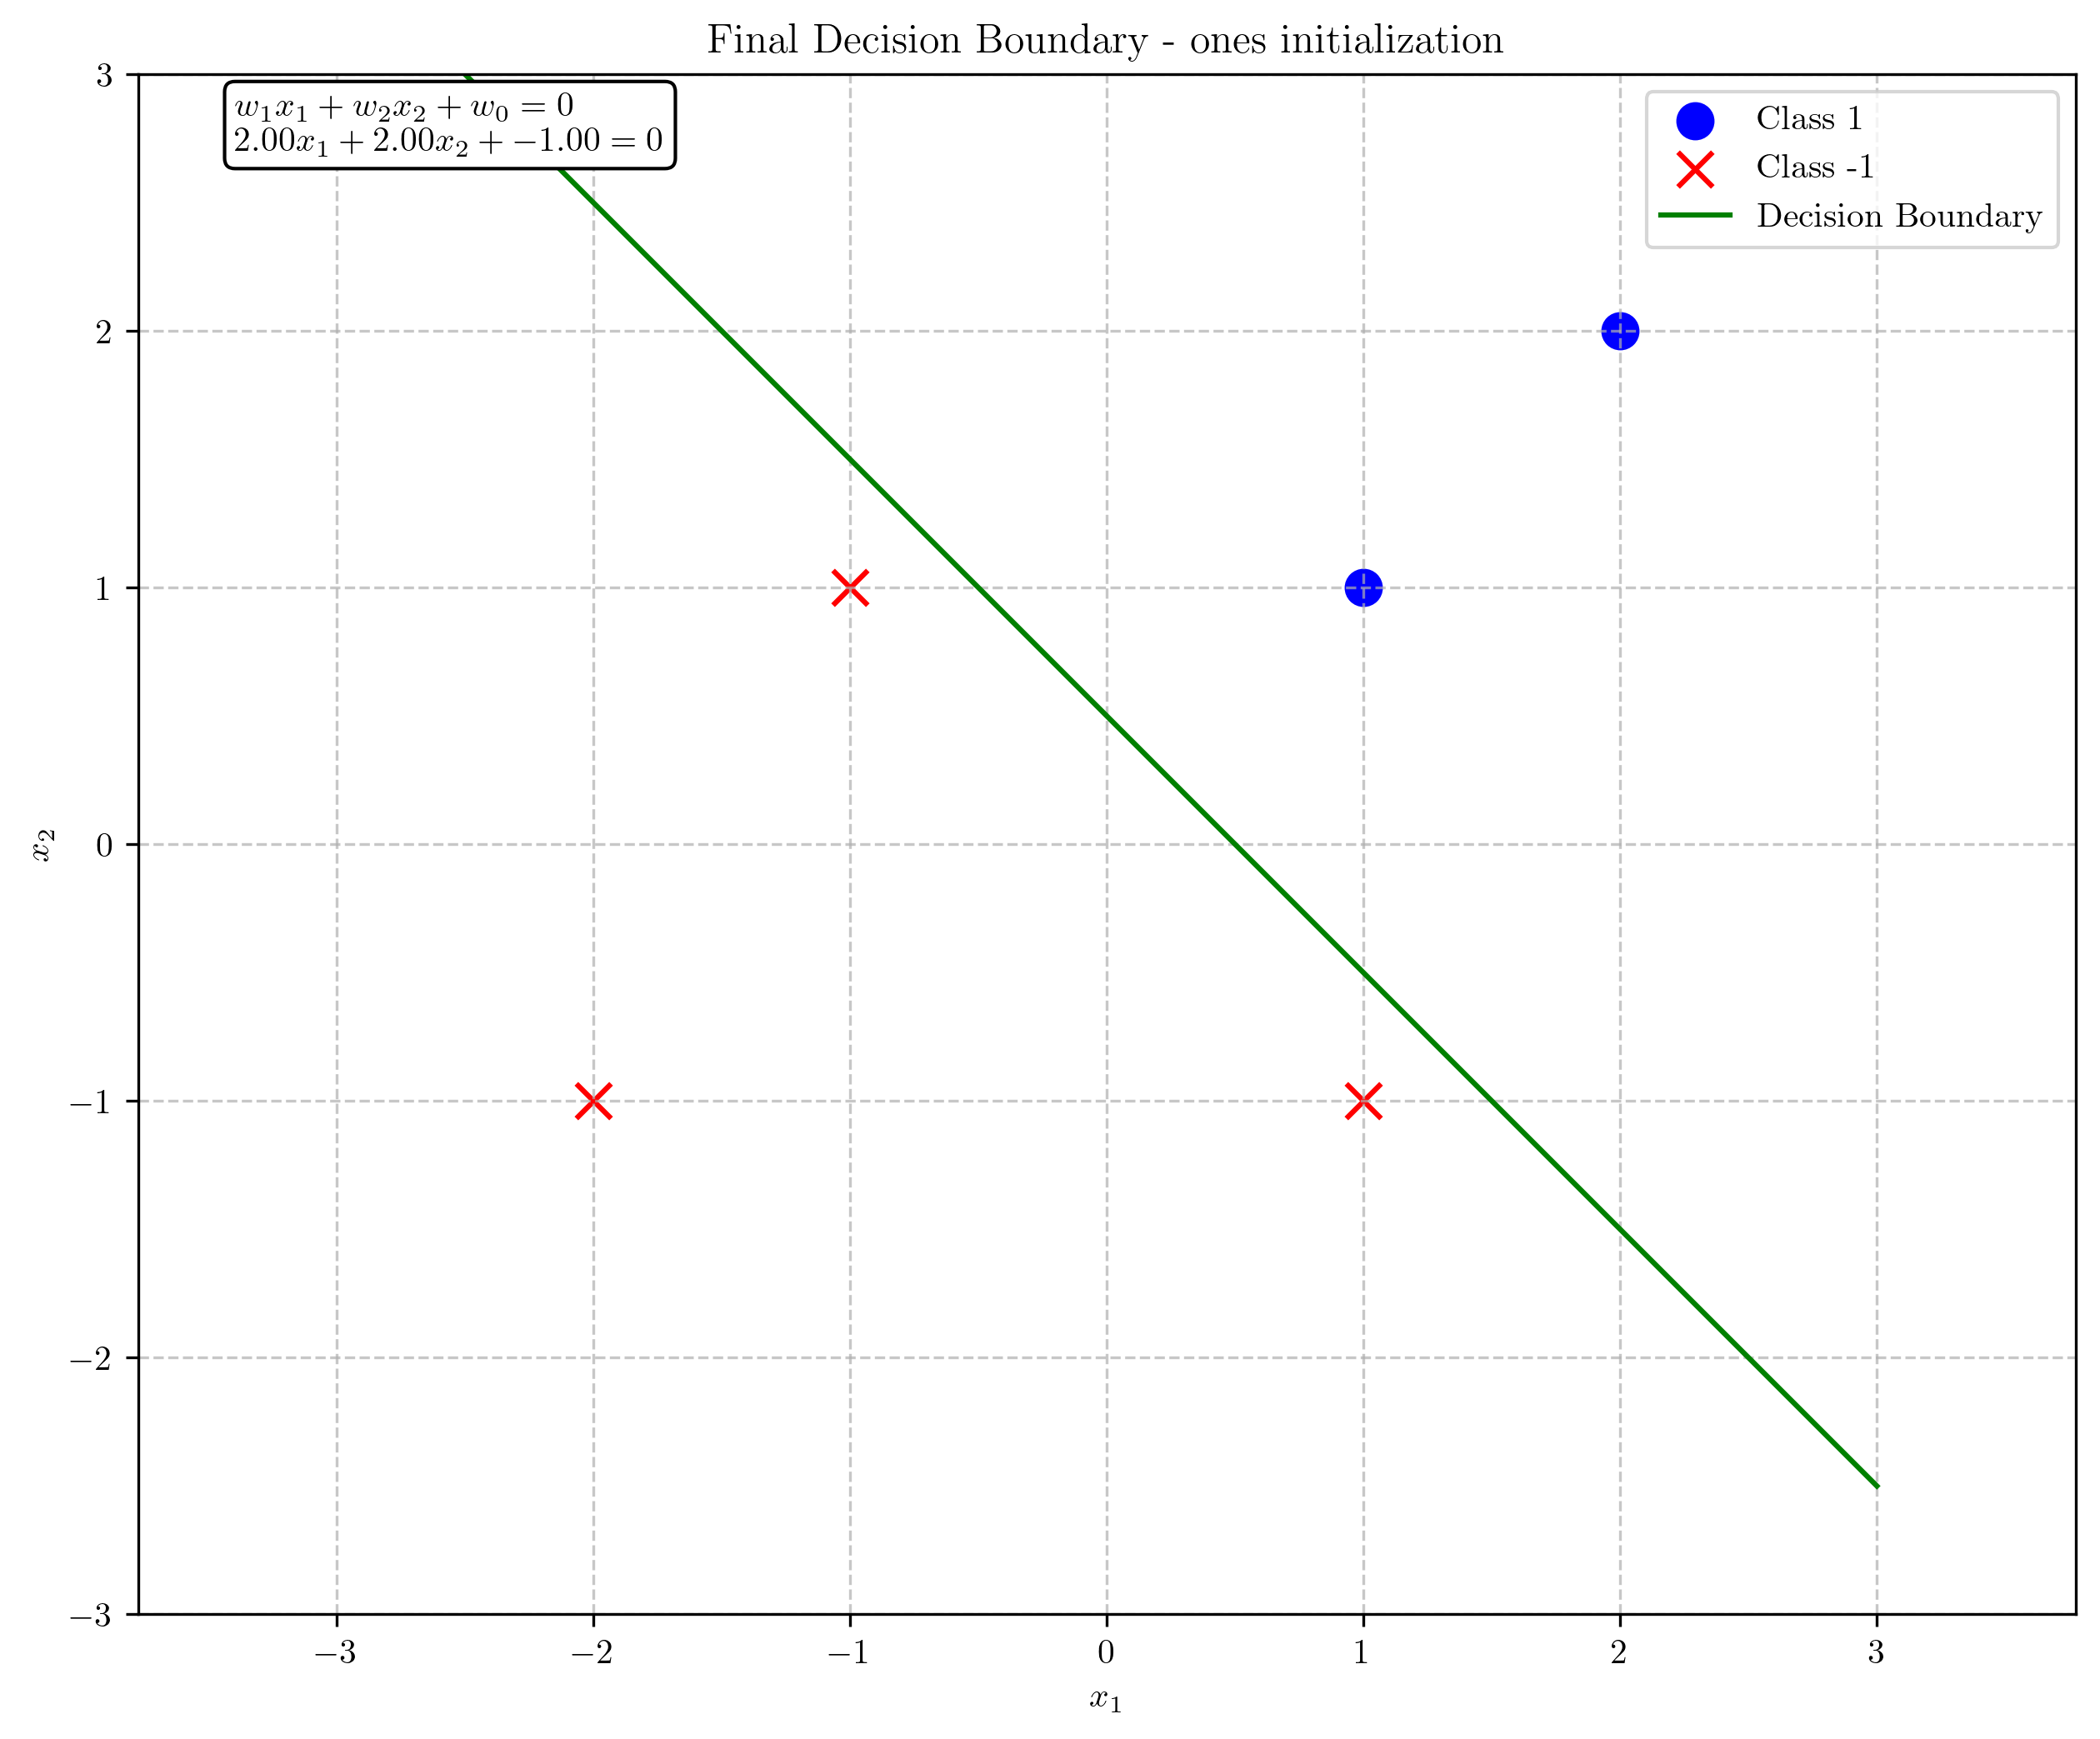 Final Decision Boundary - ones initialization
w₁x₁ + w₂x₂ + w₀ = 0
2.00x₁ + 2.00x₂ + −1.00 = 0
Class 1
Class -1
Decision Boundary
3
2
1
0
−1
−2
−3
x₂
−3
−2
−1
0
1
2
3
x₁